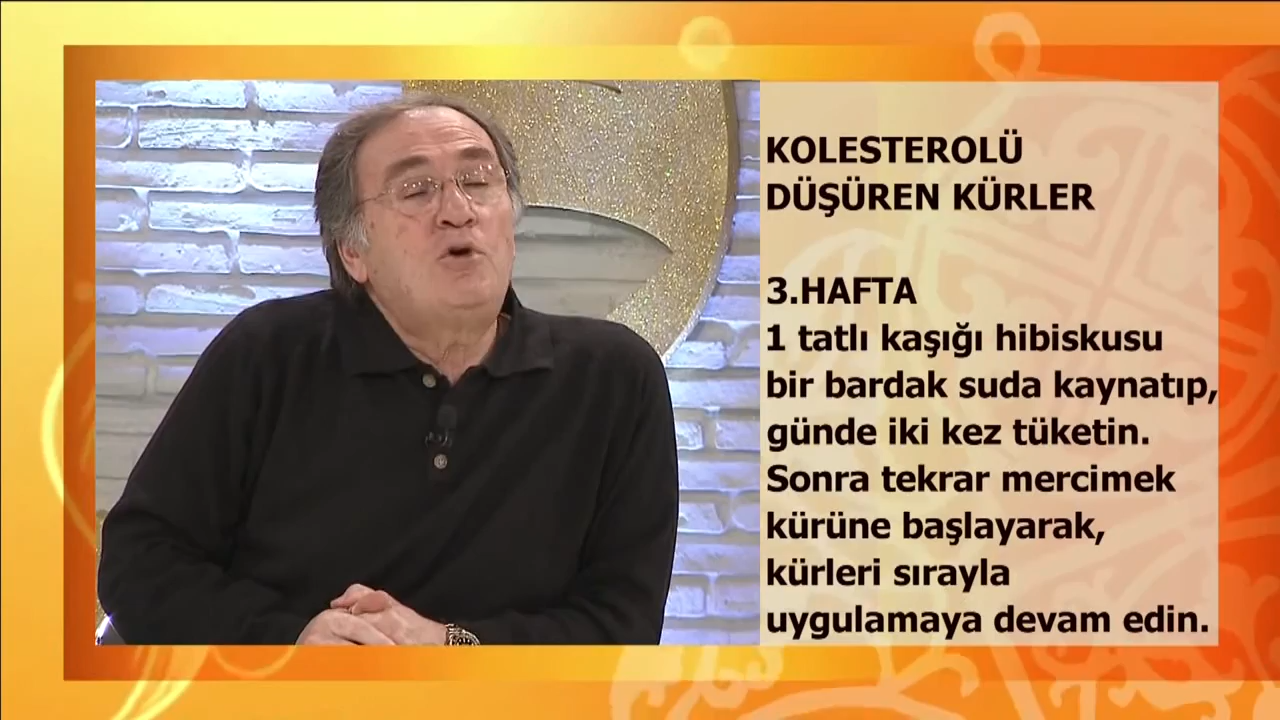 KOLESTEROLÜ
DÜŞÜREN KÜRLER
3.HAFTA
1 tatlı kaşığı hibiskusu
bir bardak suda kaynatıp,
günde iki kez tüketin.
Sonra tekrar mercimek
kürüne başlayarak,
kürleri sırayla
uygulamaya devam edin.